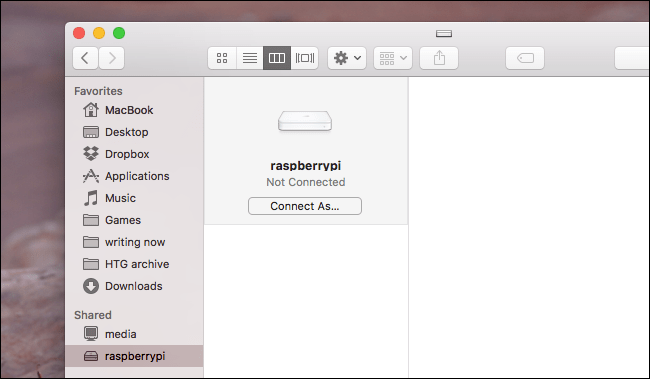 Favorites
MacBook
Desktop
Dropbox
Applications
Music
Games
writing now
HTG archive
Downloads
Shared
media
raspberrypi
raspberrypi
Not Connected
Connect As...